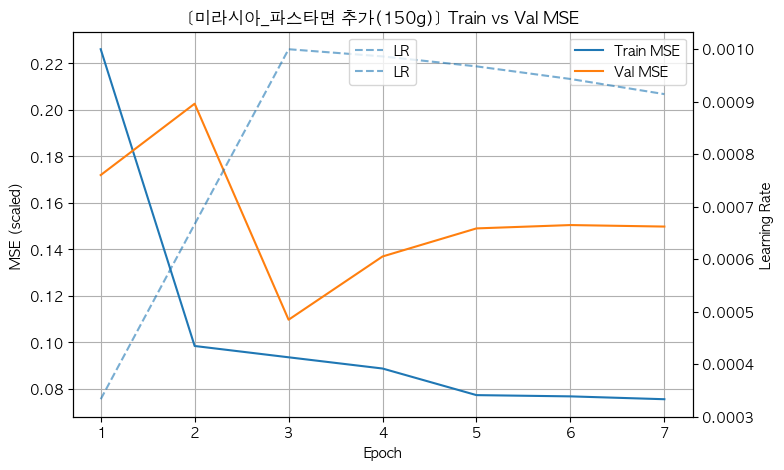 [미라시아_파스타면 추가(150g)] Train vs Val MSE
LR
LR
Train MSE
Val MSE
MSE (scaled)
0.22
0.20
0.18
0.16
0.14
0.12
0.10
0.08
0.0010
0.0009
0.0008
0.0007
0.0006
0.0005
0.0004
0.0003
Learning Rate
1 2 3 4 5 6 7
Epoch